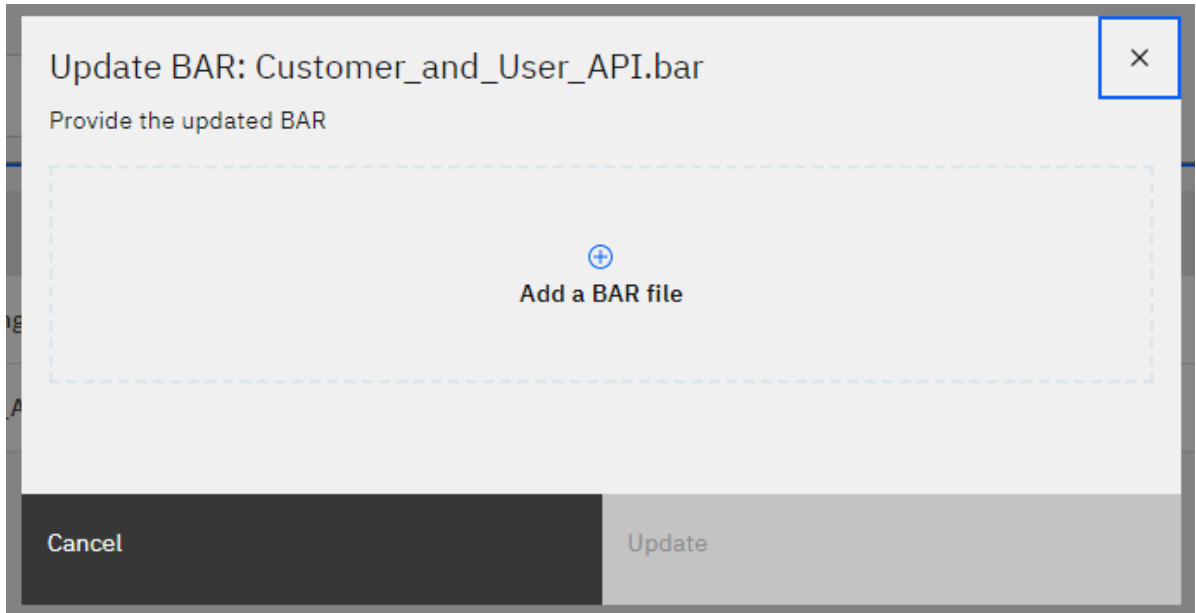 Update BAR: Customer_and_User_API.bar
Provide the updated BAR
Add a BAR file
Cancel
Update